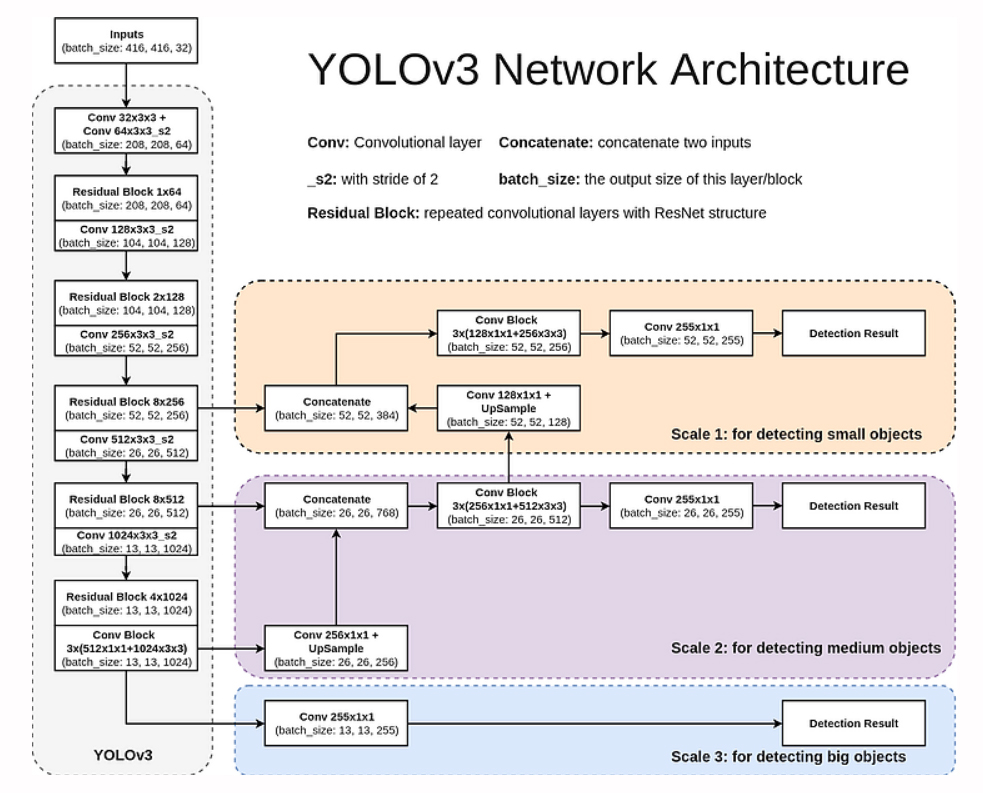 Inputs
(batch_size: 416, 416, 32)
YOLOv3 Network Architecture
Conv: Convolutional layer
Concatenate: concatenate two inputs
_s2: with stride of 2
batch_size: the output size of this layer/block
Residual Block: repeated convolutional layers with ResNet structure
Conv 32x3x3 +
Conv 64x3x3_s2
(batch_size: 208, 208, 64)
Residual Block 1x64
(batch_size: 208, 208, 64)
Conv 128x3x3_s2
(batch_size: 104, 104, 128)
Residual Block 2x128
(batch_size: 104, 104, 128)
Conv 256x3x3_s2
(batch_size: 52, 52, 256)
Residual Block 8x256
(batch_size: 52, 52, 256)
Conv 512x3x3_s2
(batch_size: 26, 26, 512)
Residual Block 8x512
(batch_size: 26, 26, 512)
Conv 1024x3x3_s2
(batch_size: 13, 13, 1024)
Residual Block 4x1024
(batch_size: 13, 13, 1024)
Conv Block
3x(512x1x1+1024x3x3)
(batch_size: 13, 13, 1024)
YOLOv3
Conv Block
3x(128x1x1+256x3x3)
(batch_size: 52, 52, 256)
Conv 255x1x1
(batch_size: 52, 52, 255)
Detection Result
Concatenate
(batch_size: 52, 52, 384)
Conv 128x1x1 +
UpSample
(batch_size: 52, 52, 128)
Scale 1: for detecting small objects
Concatenate
(batch_size: 26, 26, 768)
Conv Block
3x(256x1x1+512x3x3)
(batch_size: 26, 26, 512)
Conv 255x1x1
(batch_size: 26, 26, 255)
Detection Result
Conv 256x1x1 +
UpSample
(batch_size: 26, 26, 256)
Scale 2: for detecting medium objects
Conv 255x1x1
(batch_size: 13, 13, 255)
Detection Result
Scale 3: for detecting big objects